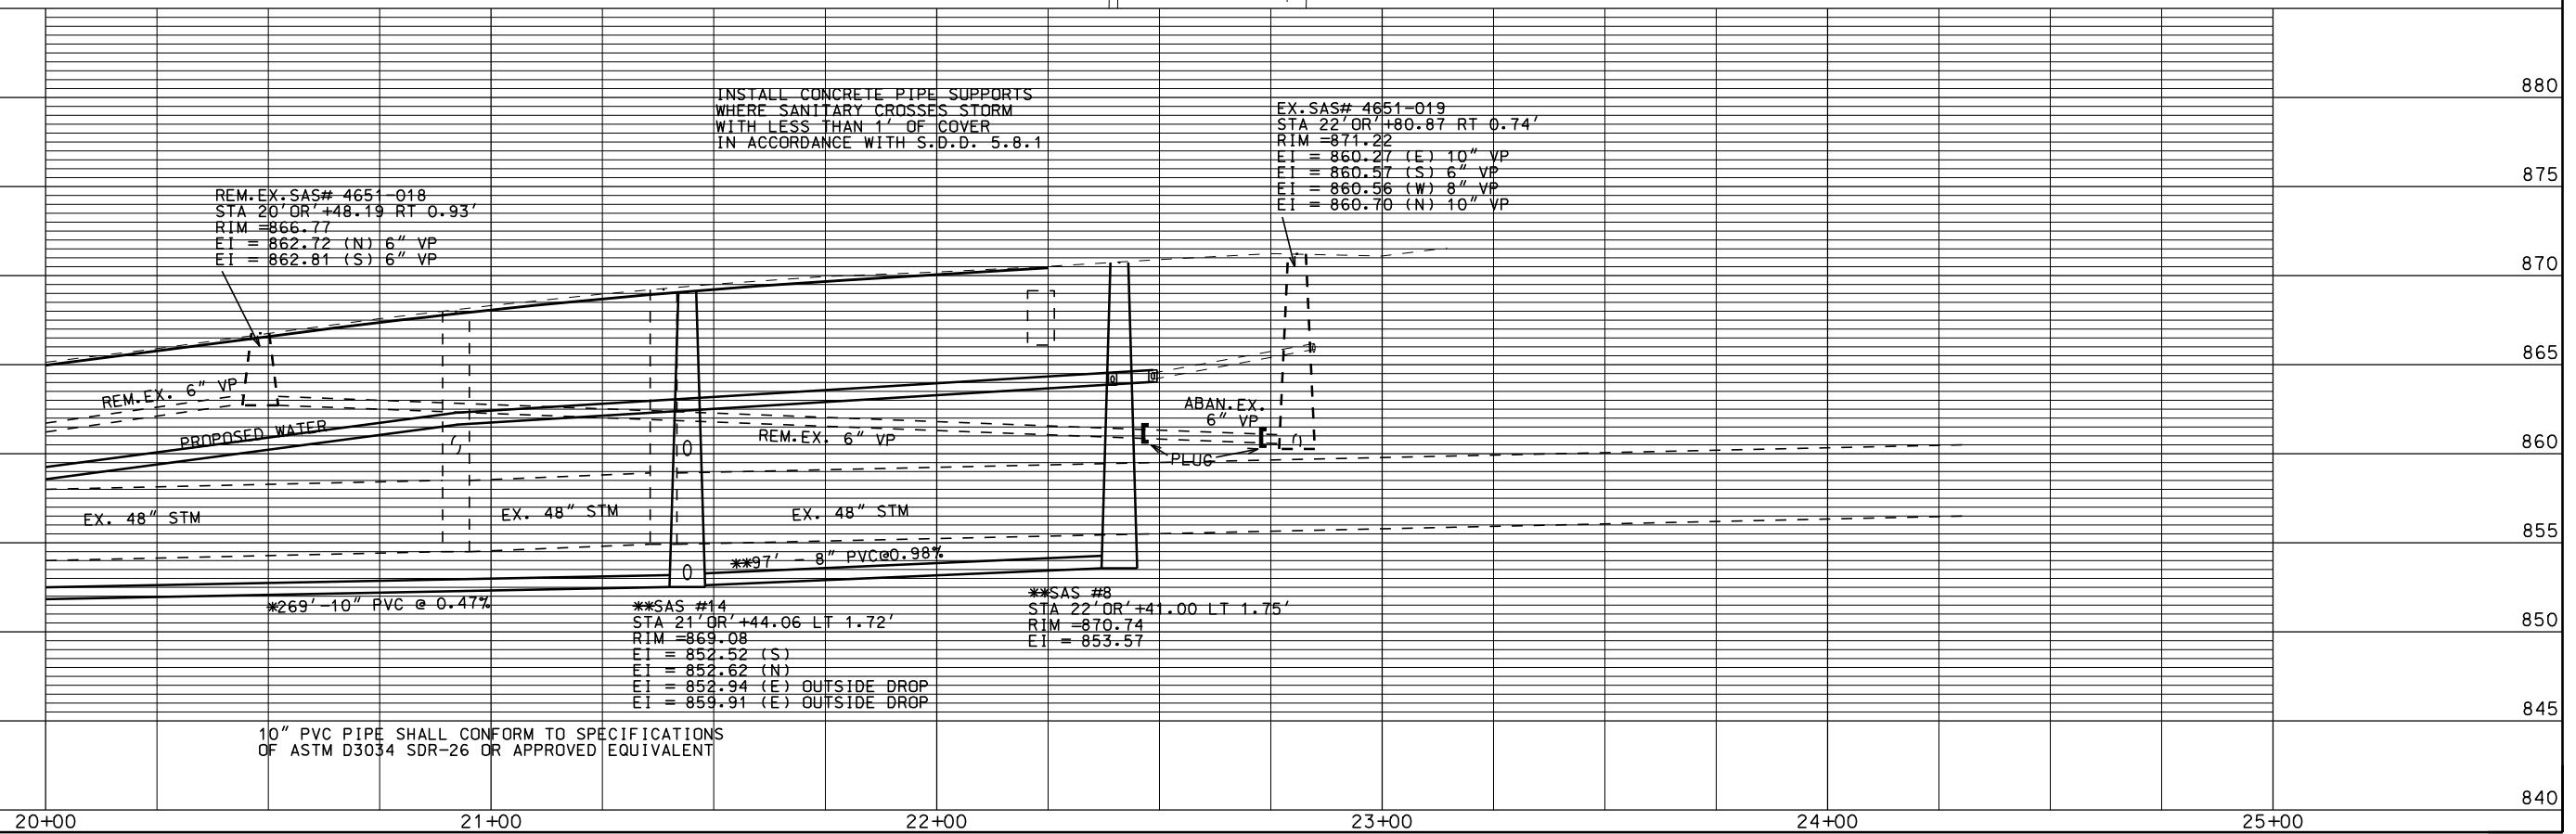 INSTALL CONCRETE PIPE SUPPORTS
WHERE SANITARY CROSSES STORM
WITH LESS THAN 1' OF COVER
IN ACCORDANCE WITH S.D.D. 5.8.1
EX.SAS# 4651-019
STA 22'OR'+80.87 RT 0.74'
RIM =871.22
EI = 860.27 (E) 10" VP
EI = 860.57 (S) 6" VP
EI = 860.56 (W) 8" VP
EI = 860.70 (N) 10" VP
REM.EX.SAS# 4651-018
STA 20'OR'+48.19 RT 0.93'
RIM =866.77
EI = 862.72 (N) 6" VP
EI = 862.81 (S) 6" VP
880
875
870
865
860
855
850
845
840
REM.EX. 6" VP
PROPOSED WATER
REM.EX. 6" VP
ABAN.EX.
6" VP
PLUG
EX. 48" STM
EX. 48" STM
EX. 48" STM
**97' - 8" PVC@0.98%
*269'-10" PVC @ 0.47%
**SAS #14
STA 21'OR'+44.06 LT 1.72'
RIM =869.08
EI = 852.52 (S)
EI = 852.62 (N)
EI = 852.94 (E) OUTSIDE DROP
EI = 859.91 (E) OUTSIDE DROP
**SAS #8
STA 22'OR'+41.00 LT 1.75'
RIM =870.74
EI = 853.57
10" PVC PIPE SHALL CONFORM TO SPECIFICATIONS
OF ASTM D3034 SDR-26 OR APPROVED EQUIVALENT
20+00
21+00
22+00
23+00
24+00
25+00